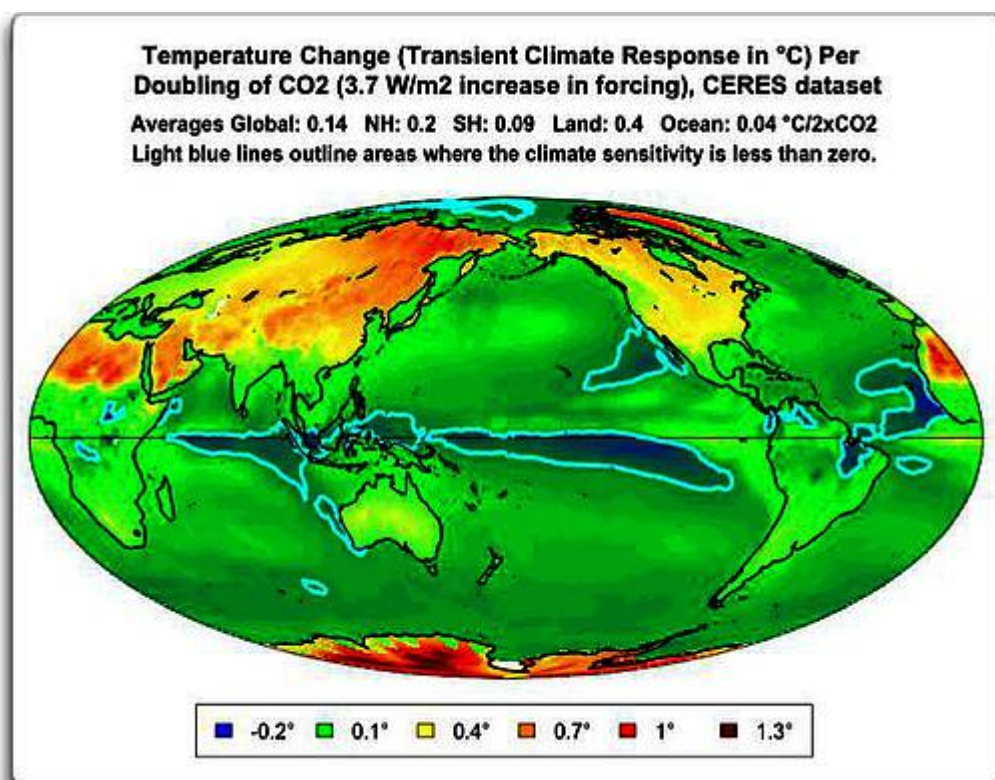 Temperature Change (Transient Climate Response in °C) Per
Doubling of CO2 (3.7 W/m2 increase in forcing), CERES dataset
Averages Global: 0.14 NH: 0.2 SH: 0.09 Land: 0.4 Ocean: 0.04 °C/2xCO2
Light blue lines outline areas where the climate sensitivity is less than zero.
-0.2° 0.1° 0.4° 0.7° 1° 1.3°